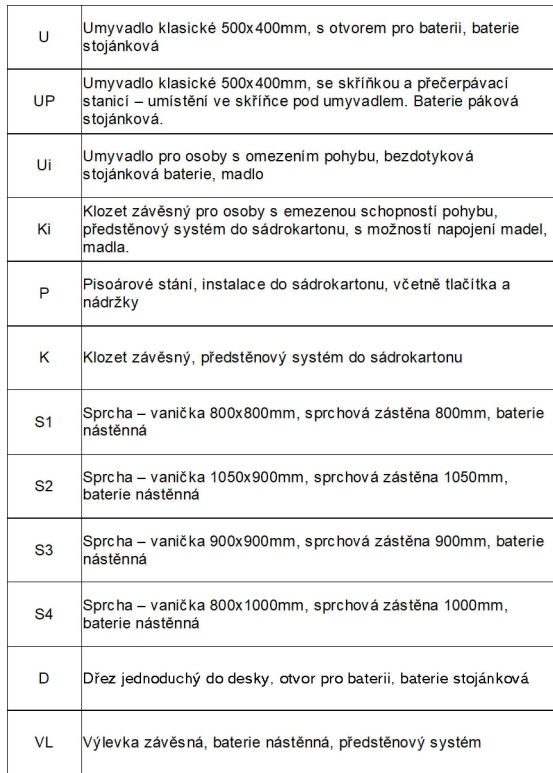 U
Umyvadlo klasické 500x400mm, s otvorem pro baterii, baterie
stojánková
UP
Umyvadlo klasické 500x400mm, se skříňkou a přečerpávací
stanicí – umístění ve skříňce pod umyvadlem. Baterie páková
stojánková.
Ui
Umyvadlo pro osoby s omezením pohybu, bezdotyková
stojánková baterie, madlo
Ki
Klozet závěsný pro osoby s emezenou schopností pohybu,
předstěnový systém do sádrokartonu, s možností napojení madel,
madla.
P
Pisoárové stání, instalace do sádrokartonu, včetně tlačítka a
nádržky
K
Klozet závěsný, předstěnový systém do sádrokartonu
S1
Sprcha – vanička 800x800mm, sprchová zástěna 800mm, baterie
nástěnná
S2
Sprcha – vanička 1050x900mm, sprchová zástěna 1050mm,
baterie nástěnná
S3
Sprcha – vanička 900x900mm, sprchová zástěna 900mm, baterie
nástěnná
S4
Sprcha – vanička 800x1000mm, sprchová zástěna 1000mm,
baterie nástěnná
D
Dřez jednoduchý do desky, otvor pro baterii, baterie stojánková
VL
Výlevka závěsná, baterie nástěnná, předstěnový systém